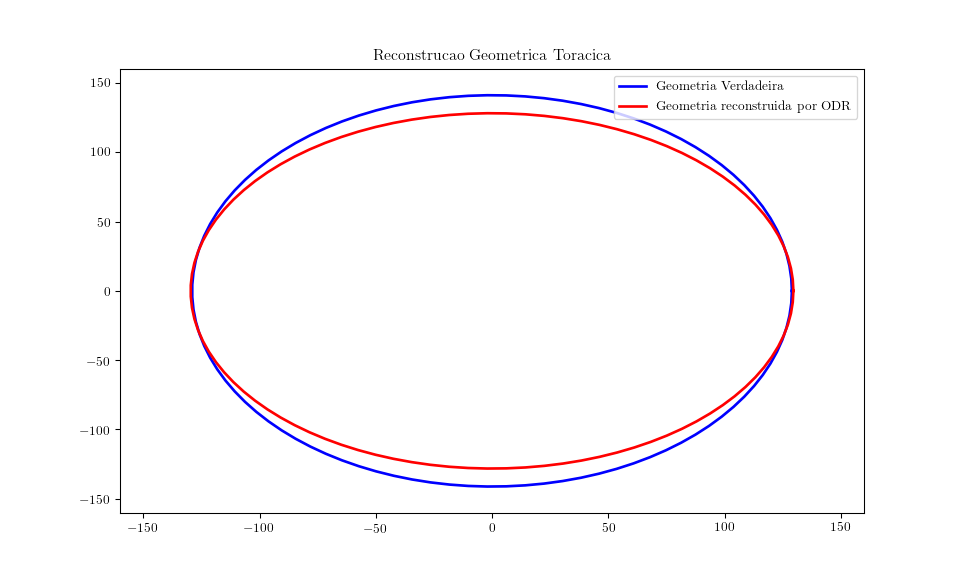 Reconstrucao Geometrica Toracica
Geometria Verdadeira
Geometria reconstruida por ODR
150
100
50
0
−50
−100
−150
−150 −100 −50 0 50 100 150